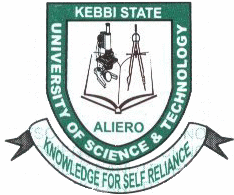 KEBBI STATE
UNIVERSITY OF SCIENCE & TECHNOLOGY
ALIERO
KNOWLEDGE FOR SELF RELIANCE